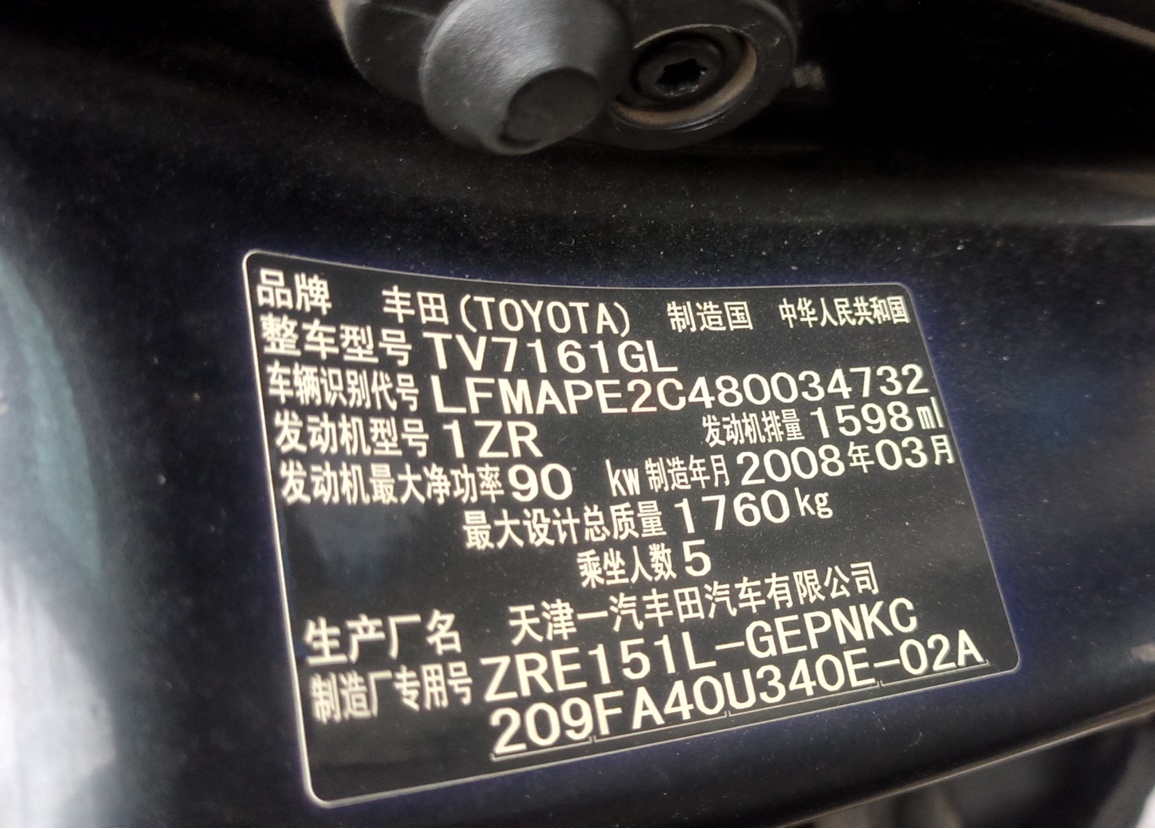 品牌 丰田(TOYOTA) 制造国 中华人民共和国
整车型号 TV7161GL
车辆识别代号 LFMAPE2C480034732
发动机型号 1ZR 发动机排量 1598ml
发动机最大净功率 90 kw 制造年月 2008年03月
最大设计总质量 1760kg
乘坐人数 5
生产厂名 天津一汽丰田汽车有限公司
制造厂专用号 ZRE151L-GEPNKC
209FA40U340E-02A